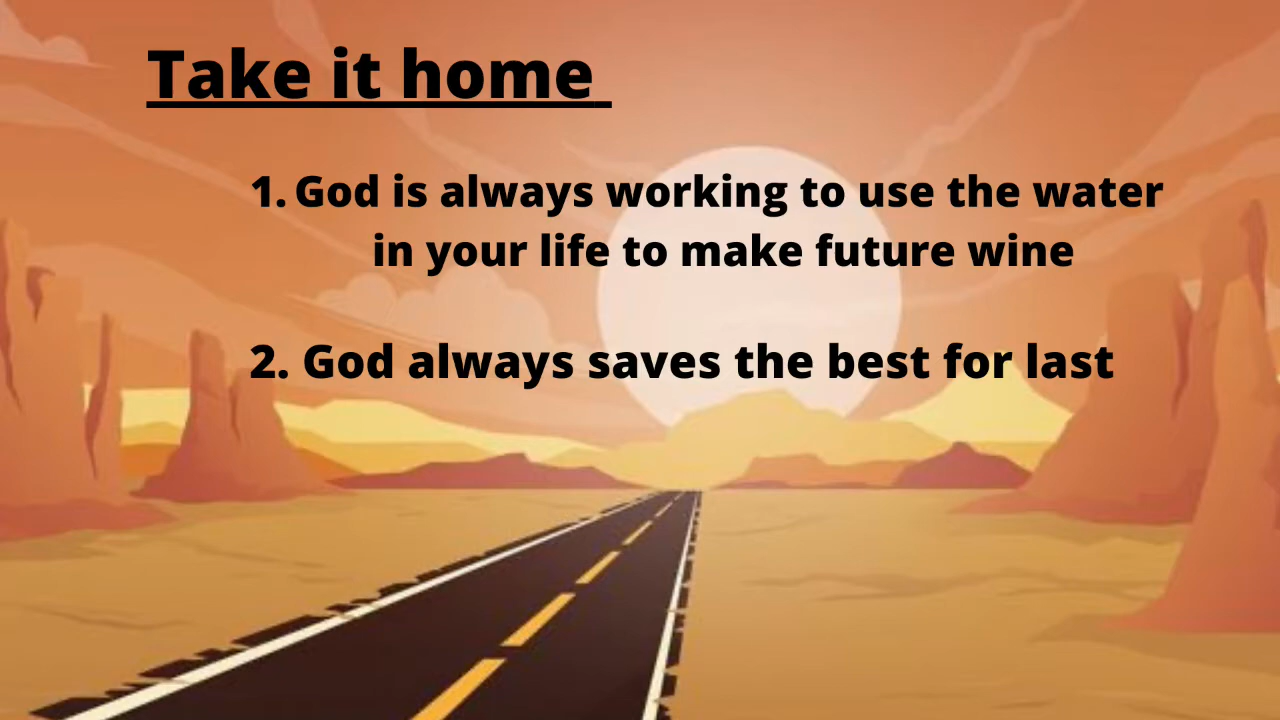 Take it home
1. God is always working to use the water
in your life to make future wine
2. God always saves the best for last